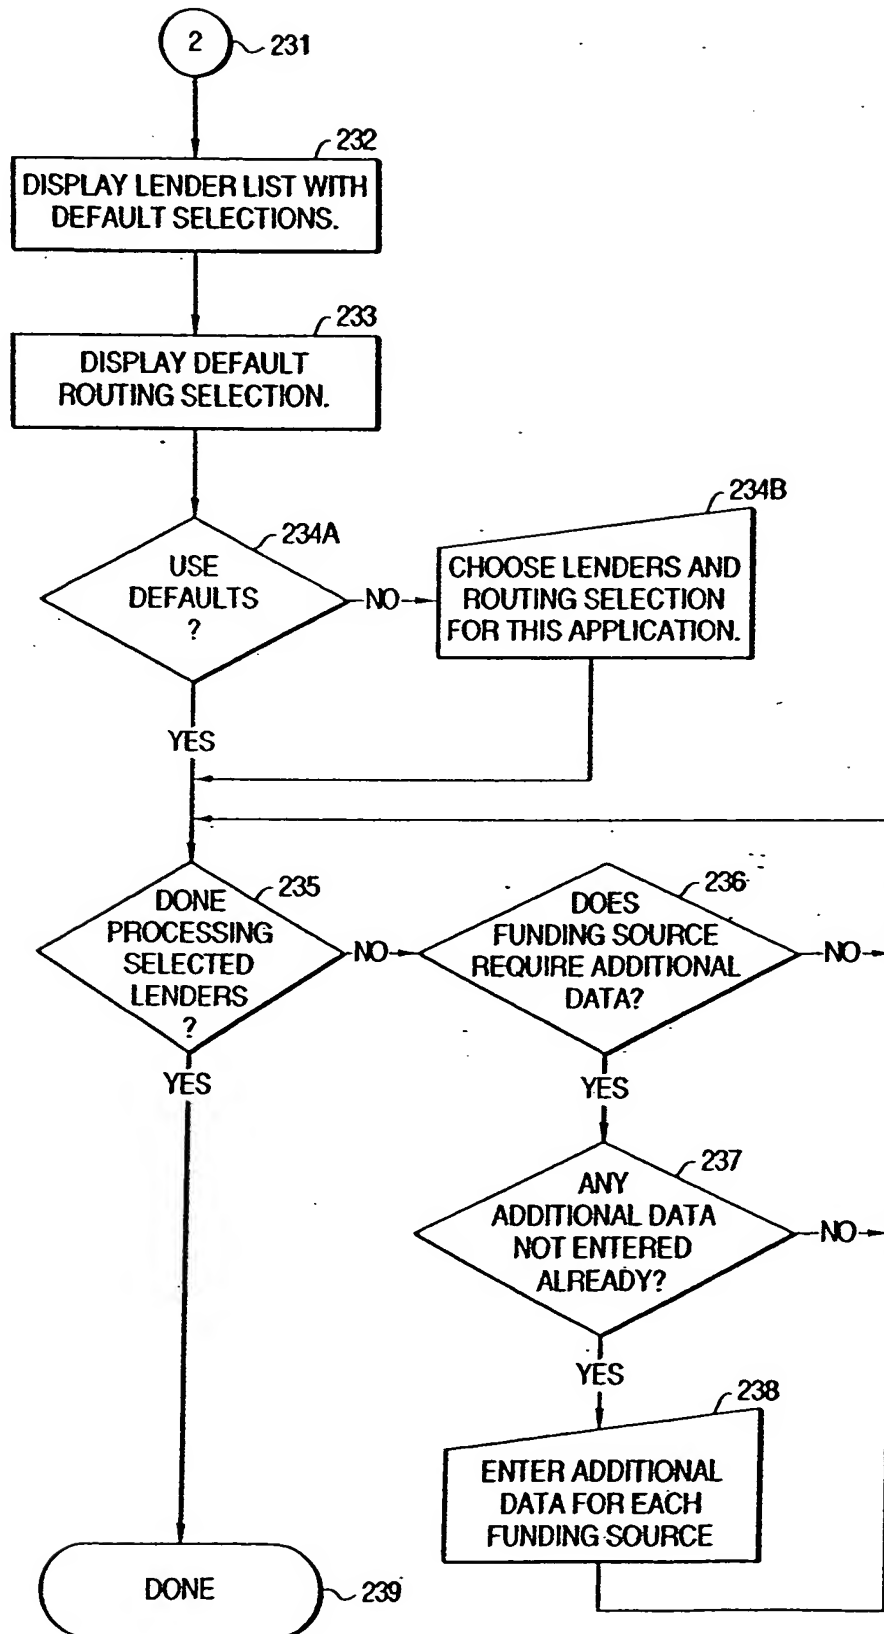 2
231
232
DISPLAY LENDER LIST WITH
DEFAULT SELECTIONS.
233
DISPLAY DEFAULT
ROUTING SELECTION.
234A
USE
DEFAULTS
?
NO
234B
CHOOSE LENDERS AND
ROUTING SELECTION
FOR THIS APPLICATION.
YES
235
DONE
PROCESSING
SELECTED
LENDERS
?
NO
236
DOES
FUNDING SOURCE
REQUIRE ADDITIONAL
DATA?
NO
YES
YES
237
ANY
ADDITIONAL DATA
NOT ENTERED
ALREADY?
NO
YES
238
ENTER ADDITIONAL
DATA FOR EACH
FUNDING SOURCE
DONE
239